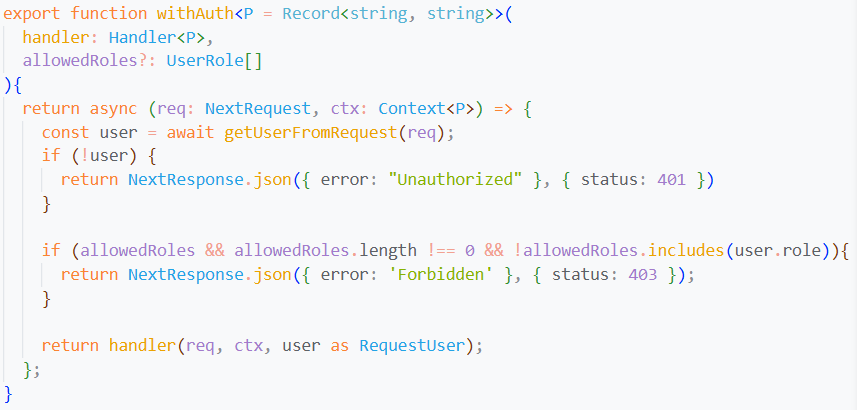 export function withAuth<P = Record<string, string>>(
  handler: Handler<P>,
  allowedRoles?: UserRole[]
){
  return async (req: NextRequest, ctx: Context<P>) => {
    const user = await getUserFromRequest(req);
    if (!user) {
      return NextResponse.json({ error: "Unauthorized" }, { status: 401 })
    }

    if (allowedRoles && allowedRoles.length !== 0 && !allowedRoles.includes(user.role)){
      return NextResponse.json({ error: 'Forbidden' }, { status: 403 });
    }

    return handler(req, ctx, user as RequestUser);
  };
}